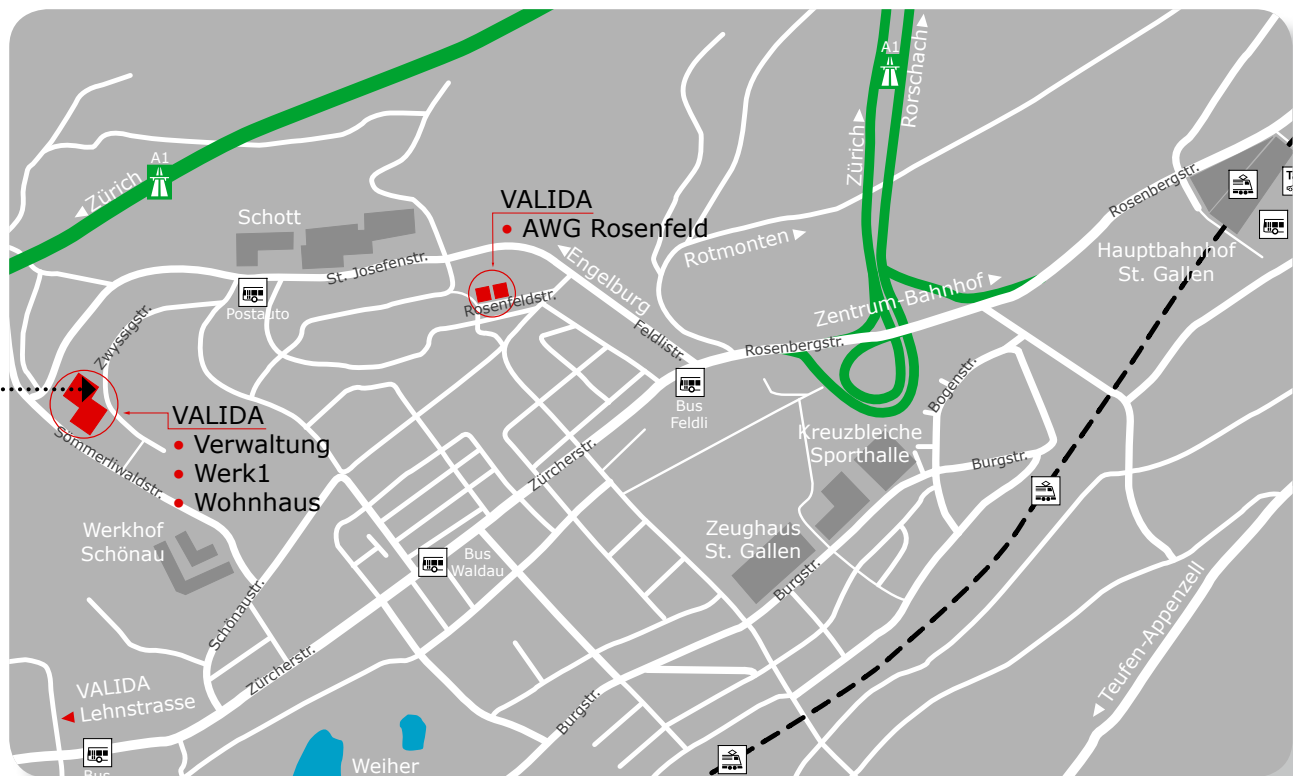 A1
Rorschach
A1
Zürich
Zürich
Rosenbergstr.
VALIDA
• AWG Rosenfeld
Schott
Rotmonten
Hauptbahnhof
St. Gallen
St. Josefenstr.
Engelburg
Zentrum-Bahnhof
Postauto
Rosenfeldstr.
Zwyssigstr.
Feldlistr.
Rosenbergstr.
Bus
Feldli
Bogenstr.
VALIDA
• Verwaltung
• Werk1
• Wohnhaus
Kreuzbleiche
Sporthalle
Sömmerliwaldstr.
Zürcherstr.
Burgstr.
Werkhof
Schönau
Zeughaus
St. Gallen
Bus
Waldau
Burgstr.
Schönaustr.
Teufen-Appenzell
Zürcherstr.
VALIDA
Lehnstrasse
Burgstr.
Weiher
Bus